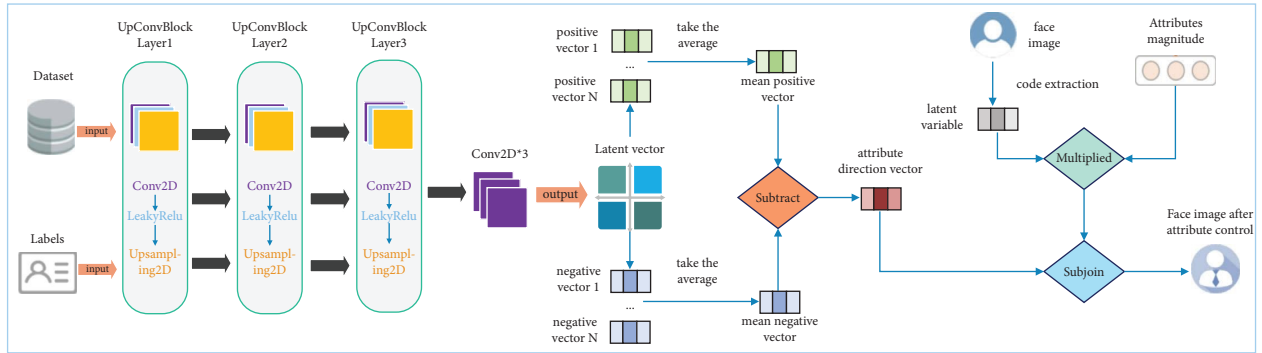 UpConvBlock
Layer1
UpConvBlock
Layer2
UpConvBlock
Layer3
Dataset
input
Labels
input
Conv2D
LeakyRelu
Upsampl-
ing2D
Conv2D
LeakyRelu
Upsampl-
ing2D
Conv2D
LeakyRelu
Upsampl-
ing2D
Conv2D*3
output
positive
vector 1
...
positive
vector N
take the
average
mean positive
vector
Latent vector
negative
vector 1
...
negative
vector N
take the
average
mean negative
vector
Subtract
attribute
direction vector
face
image
Attributes
magnitude
code extraction
latent
variable
Multiplied
Subjoin
Face image after
attribute control